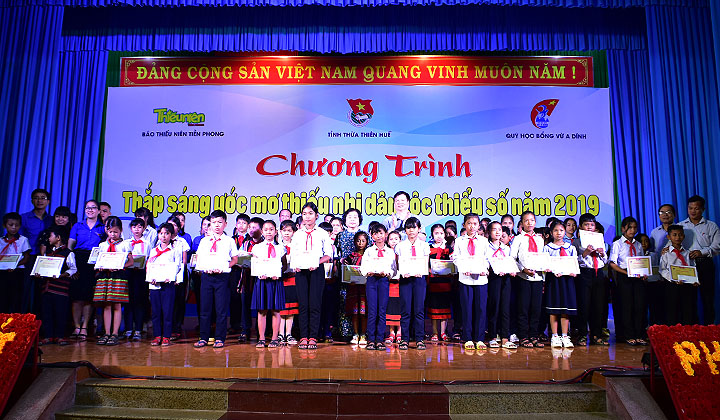 ĐẢNG CỘNG SẢN VIỆT NAM QUANG VINH MUÔN NĂM !
Thiếu niên
BÁO THIẾU NIÊN TIỀN PHONG
TỈNH THỪA THIÊN HUẾ
QUỸ HỌC BỔNG VỪ A DÍNH
Chương Trình
Thắp sáng ước mơ thiếu nhi dân tộc thiểu số năm 2019